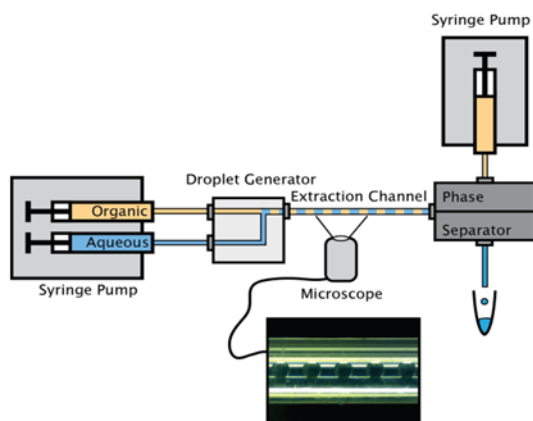 Syringe Pump
Droplet Generator
Extraction Channel
Organic
Aqueous
Phase
Separator
Syringe Pump
Microscope